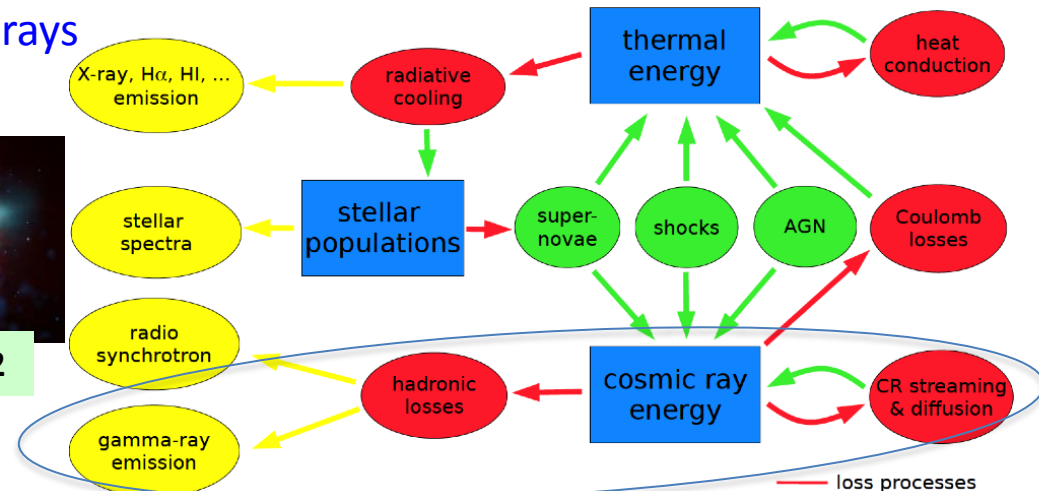 rays
X-ray, Hα, HI, ...
emission
radiative
cooling
thermal
energy
heat
conduction
stellar
spectra
stellar
populations
super-
novae
shocks
AGN
Coulomb
losses
radio
synchrotron
2
hadronic
losses
cosmic ray
energy
CR streaming
& diffusion
gamma-ray
emission
loss processes